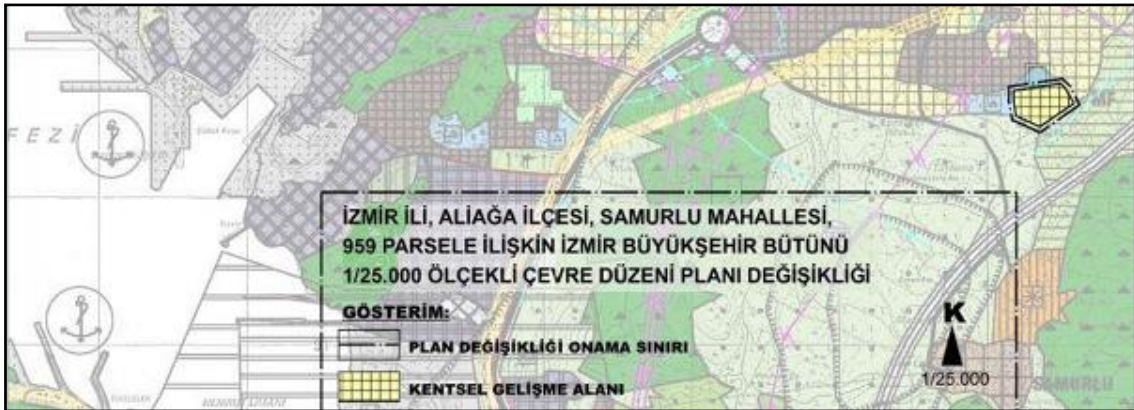 FEZİ
MF
İZMİR İLİ, ALİAĞA İLÇESİ, SAMURLU MAHALLESİ,
959 PARSELE İLİŞKİN İZMİR BÜYÜKŞEHİR BÜTÜNÜ
1/25.000 ÖLÇEKLİ ÇEVRE DÜZENİ PLANI DEĞİŞİKLİĞİ
GÖSTERİM:
PLAN DEĞİŞİKLİĞİ ONAMA SINIRI
KENTSEL GELİŞME ALANI
K
1/25.000
SAMURLU